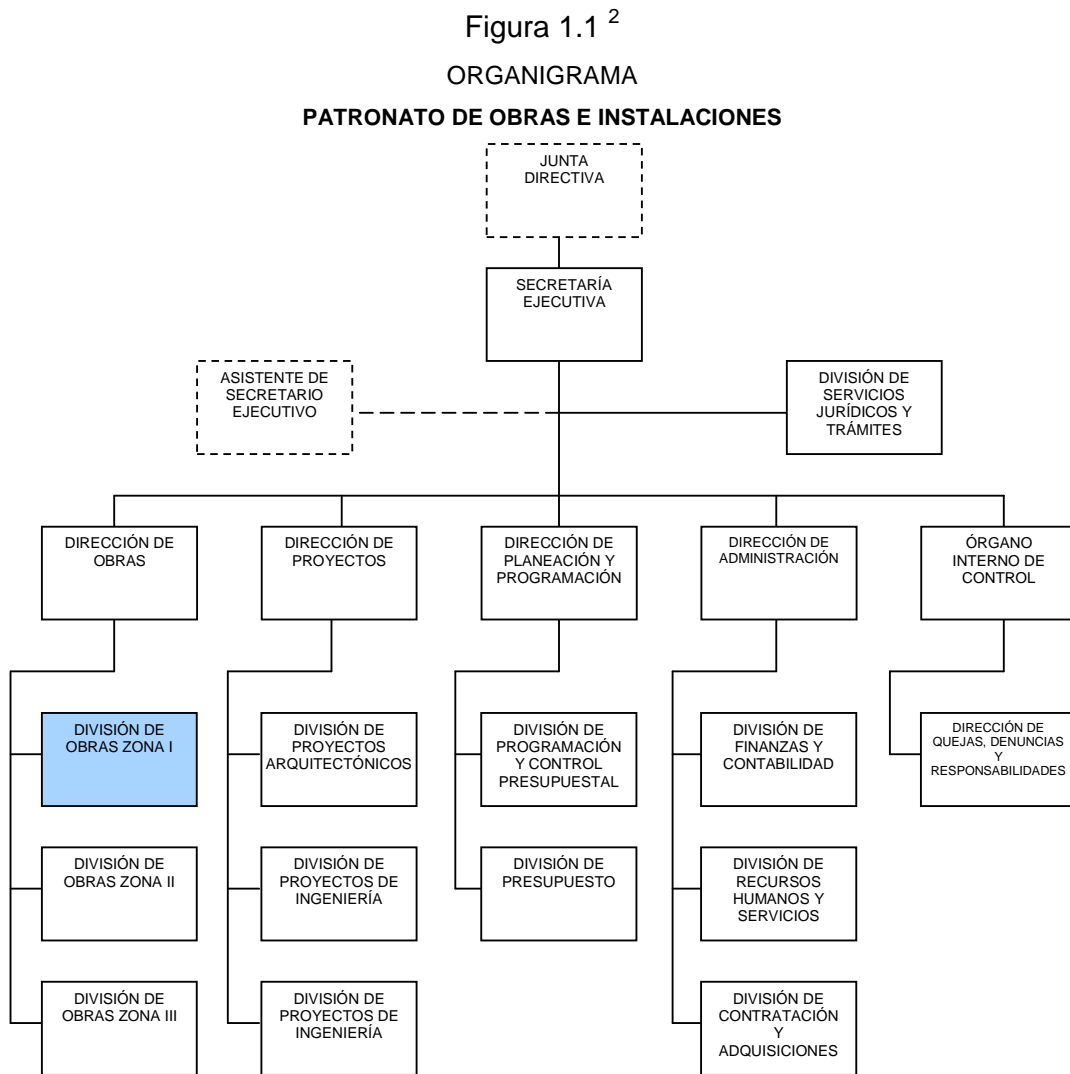 Figura 1.1 2
ORGANIGRAMA
PATRONATO DE OBRAS E INSTALACIONES
JUNTA
DIRECTIVA
SECRETARÍA
EJECUTIVA
ASISTENTE DE
SECRETARIO
EJECUTIVO
DIVISIÓN DE
SERVICIOS
JURÍDICOS Y
TRÁMITES
DIRECCIÓN DE
OBRAS
DIRECCIÓN DE
PROYECTOS
DIRECCIÓN DE
PLANEACIÓN Y
PROGRAMACIÓN
DIRECCIÓN DE
ADMINISTRACIÓN
ÓRGANO
INTERNO DE
CONTROL
DIVISIÓN DE
OBRAS ZONA I
DIVISIÓN DE
PROYECTOS
ARQUITECTÓNICOS
DIVISIÓN DE
PROGRAMACIÓN
Y CONTROL
PRESUPUESTAL
DIVISIÓN DE
FINANZAS Y
CONTABILIDAD
DIRECCIÓN DE
QUEJAS, DENUNCIAS
Y
RESPONSABILIDADES
DIVISIÓN DE
OBRAS ZONA II
DIVISIÓN DE
PROYECTOS DE
INGENIERÍA
DIVISIÓN DE
PRESUPUESTO
DIVISIÓN DE
RECURSOS
HUMANOS Y
SERVICIOS
DIVISIÓN DE
OBRAS ZONA III
DIVISIÓN DE
PROYECTOS DE
INGENIERÍA
DIVISIÓN DE
CONTRATACIÓN
Y
ADQUISICIONES